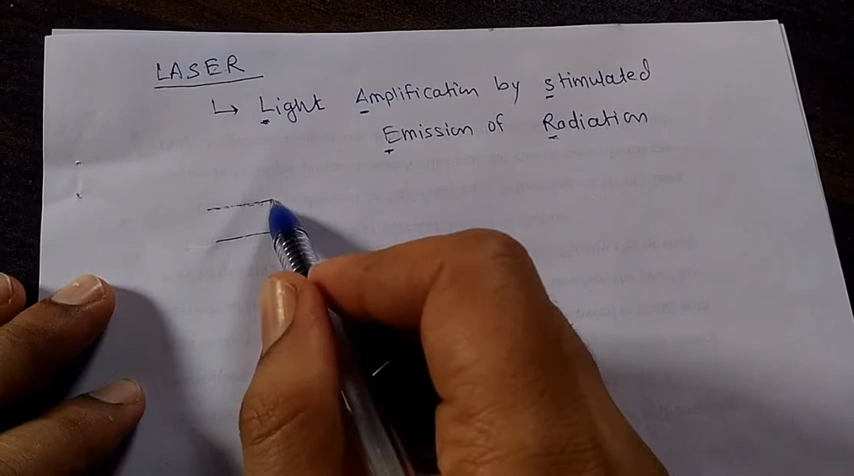 LASER
↳ Light Amplification by stimulated
Emission of Radiation